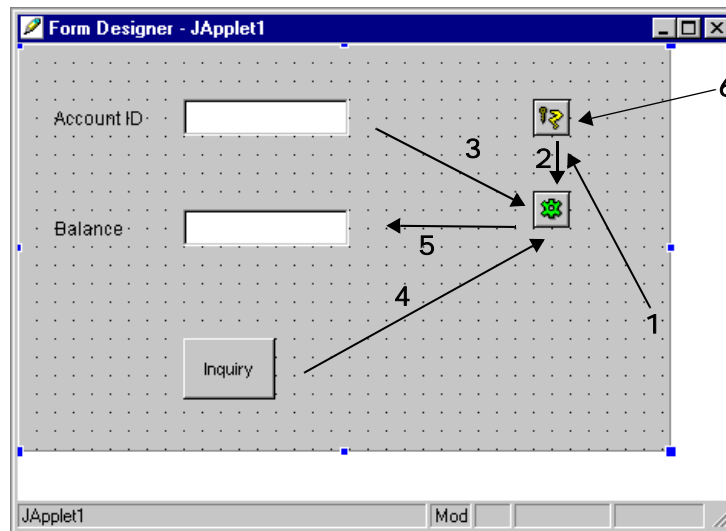 Form Designer - JApplet1
6
Account ID
3
2
Balance
5
4
1
Inquiry
JApplet1
Mod